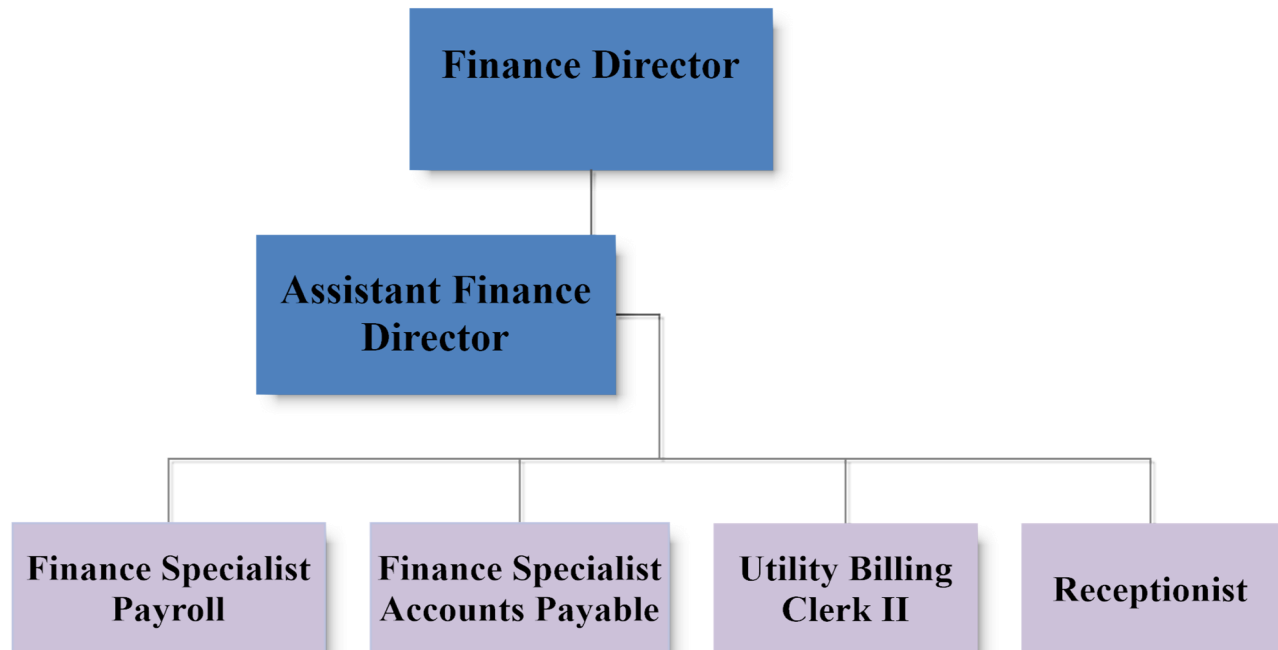 Finance Director
Assistant Finance
Director
Finance Specialist
Payroll
Finance Specialist
Accounts Payable
Utility Billing
Clerk II
Receptionist